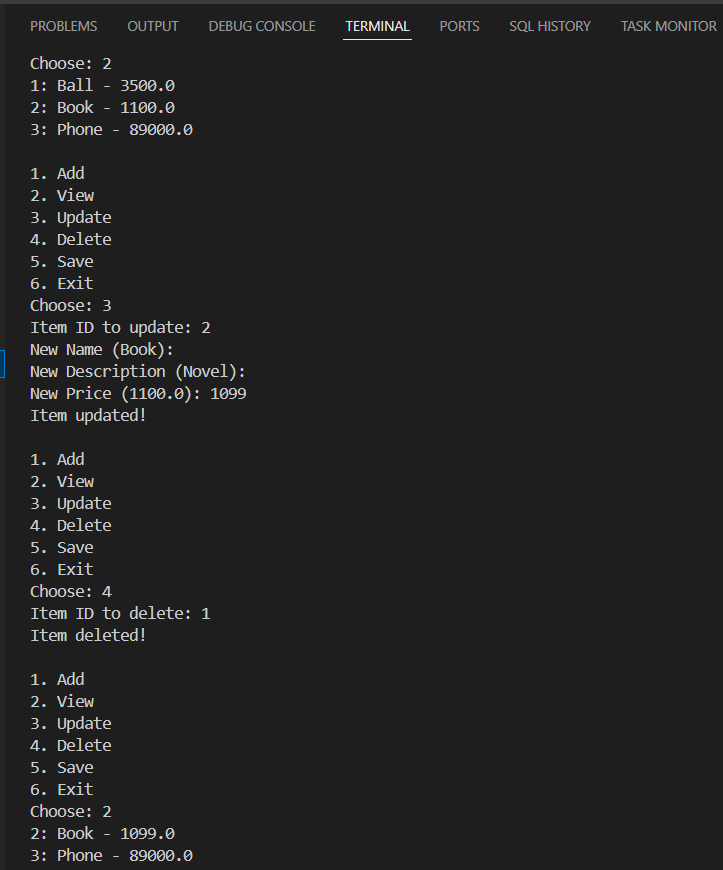 PROBLEMS OUTPUT DEBUG CONSOLE TERMINAL PORTS SQL HISTORY TASK MONITOR
Choose: 2
1: Ball - 3500.0
2: Book - 1100.0
3: Phone - 89000.0
1. Add
2. View
3. Update
4. Delete
5. Save
6. Exit
Choose: 3
Item ID to update: 2
New Name (Book):
New Description (Novel):
New Price (1100.0): 1099
Item updated!
1. Add
2. View
3. Update
4. Delete
5. Save
6. Exit
Choose: 4
Item ID to delete: 1
Item deleted!
1. Add
2. View
3. Update
4. Delete
5. Save
6. Exit
Choose: 2
2: Book - 1099.0
3: Phone - 89000.0